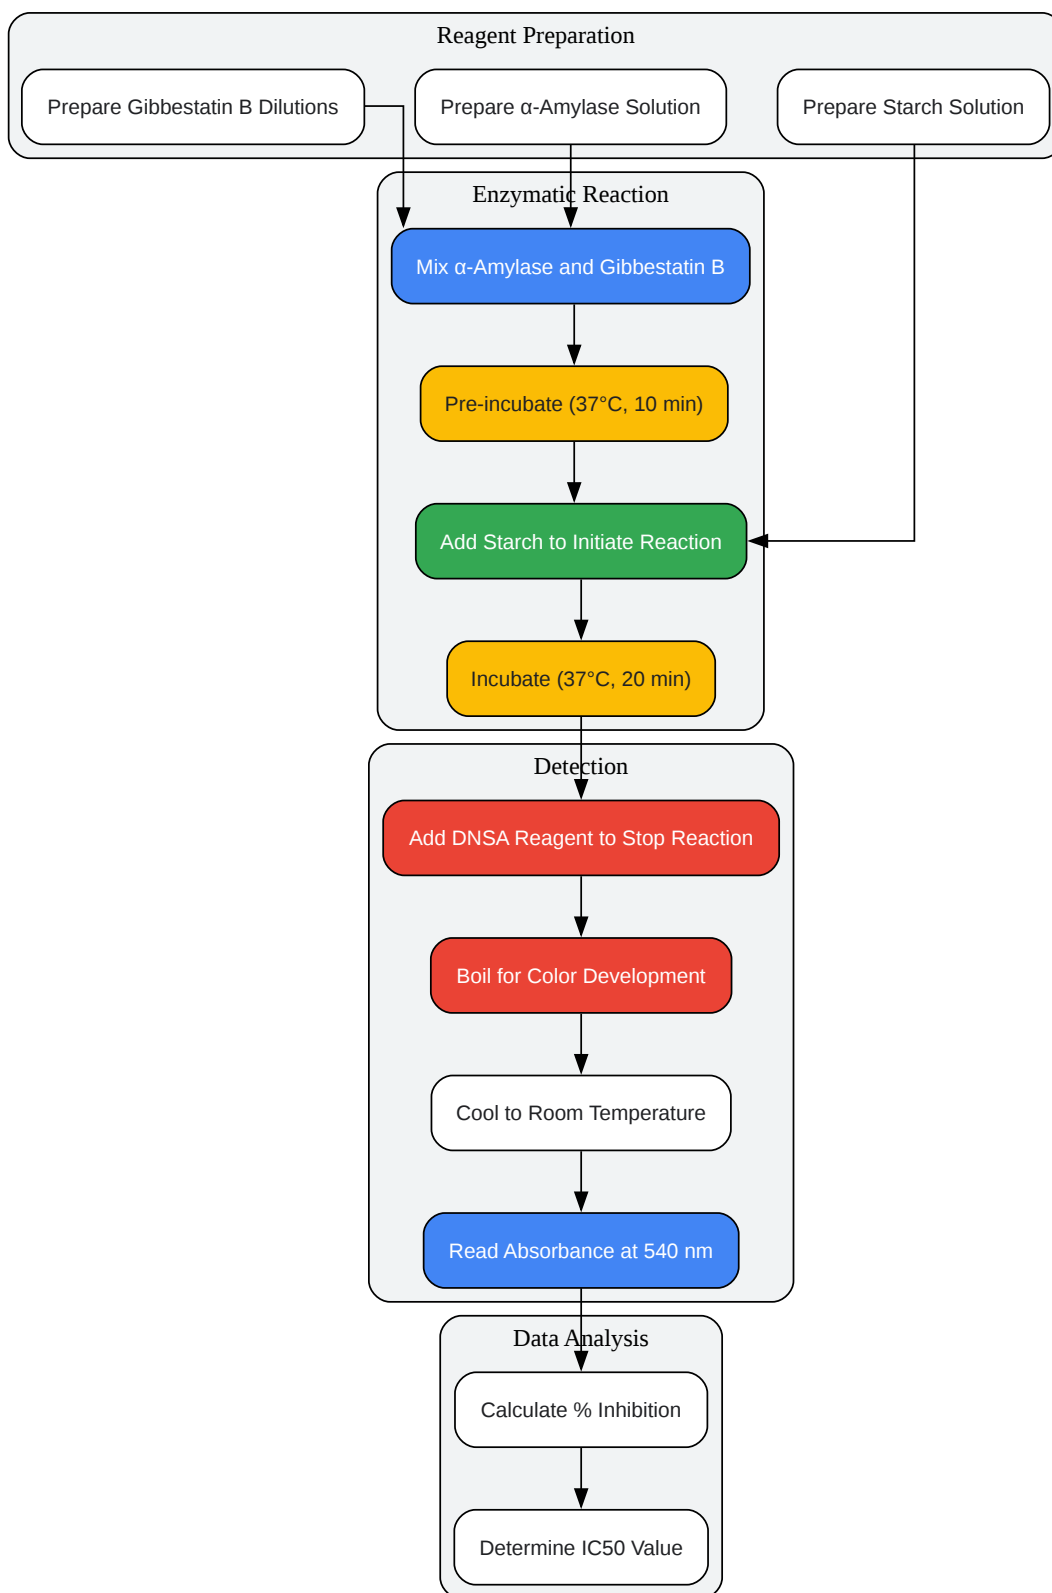 Reagent Preparation
Prepare Gibbestatin B Dilutions
Prepare α-Amylase Solution
Prepare Starch Solution
Enzymatic Reaction
Mix α-Amylase and Gibbestatin B
Pre-incubate (37°C, 10 min)
Add Starch to Initiate Reaction
Incubate (37°C, 20 min)
Detection
Add DNSA Reagent to Stop Reaction
Boil for Color Development
Cool to Room Temperature
Read Absorbance at 540 nm
Data Analysis
Calculate % Inhibition
Determine IC50 Value